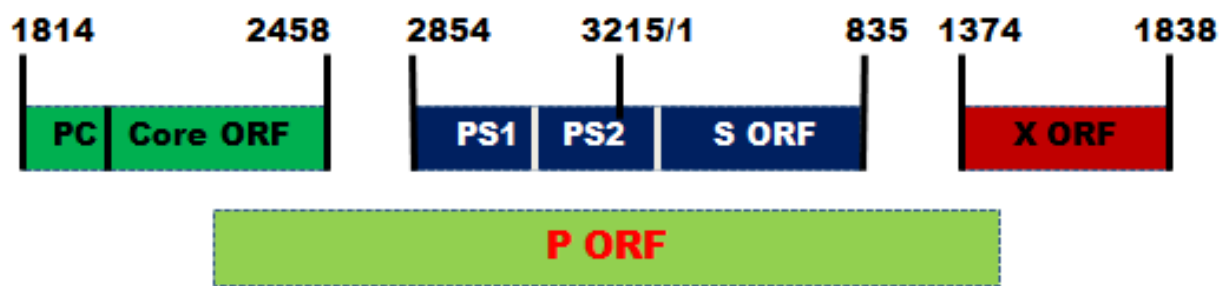 1814 2458 2854 3215/1 835 1374 1838
PC Core ORF PS1 PS2 S ORF X ORF
P ORF